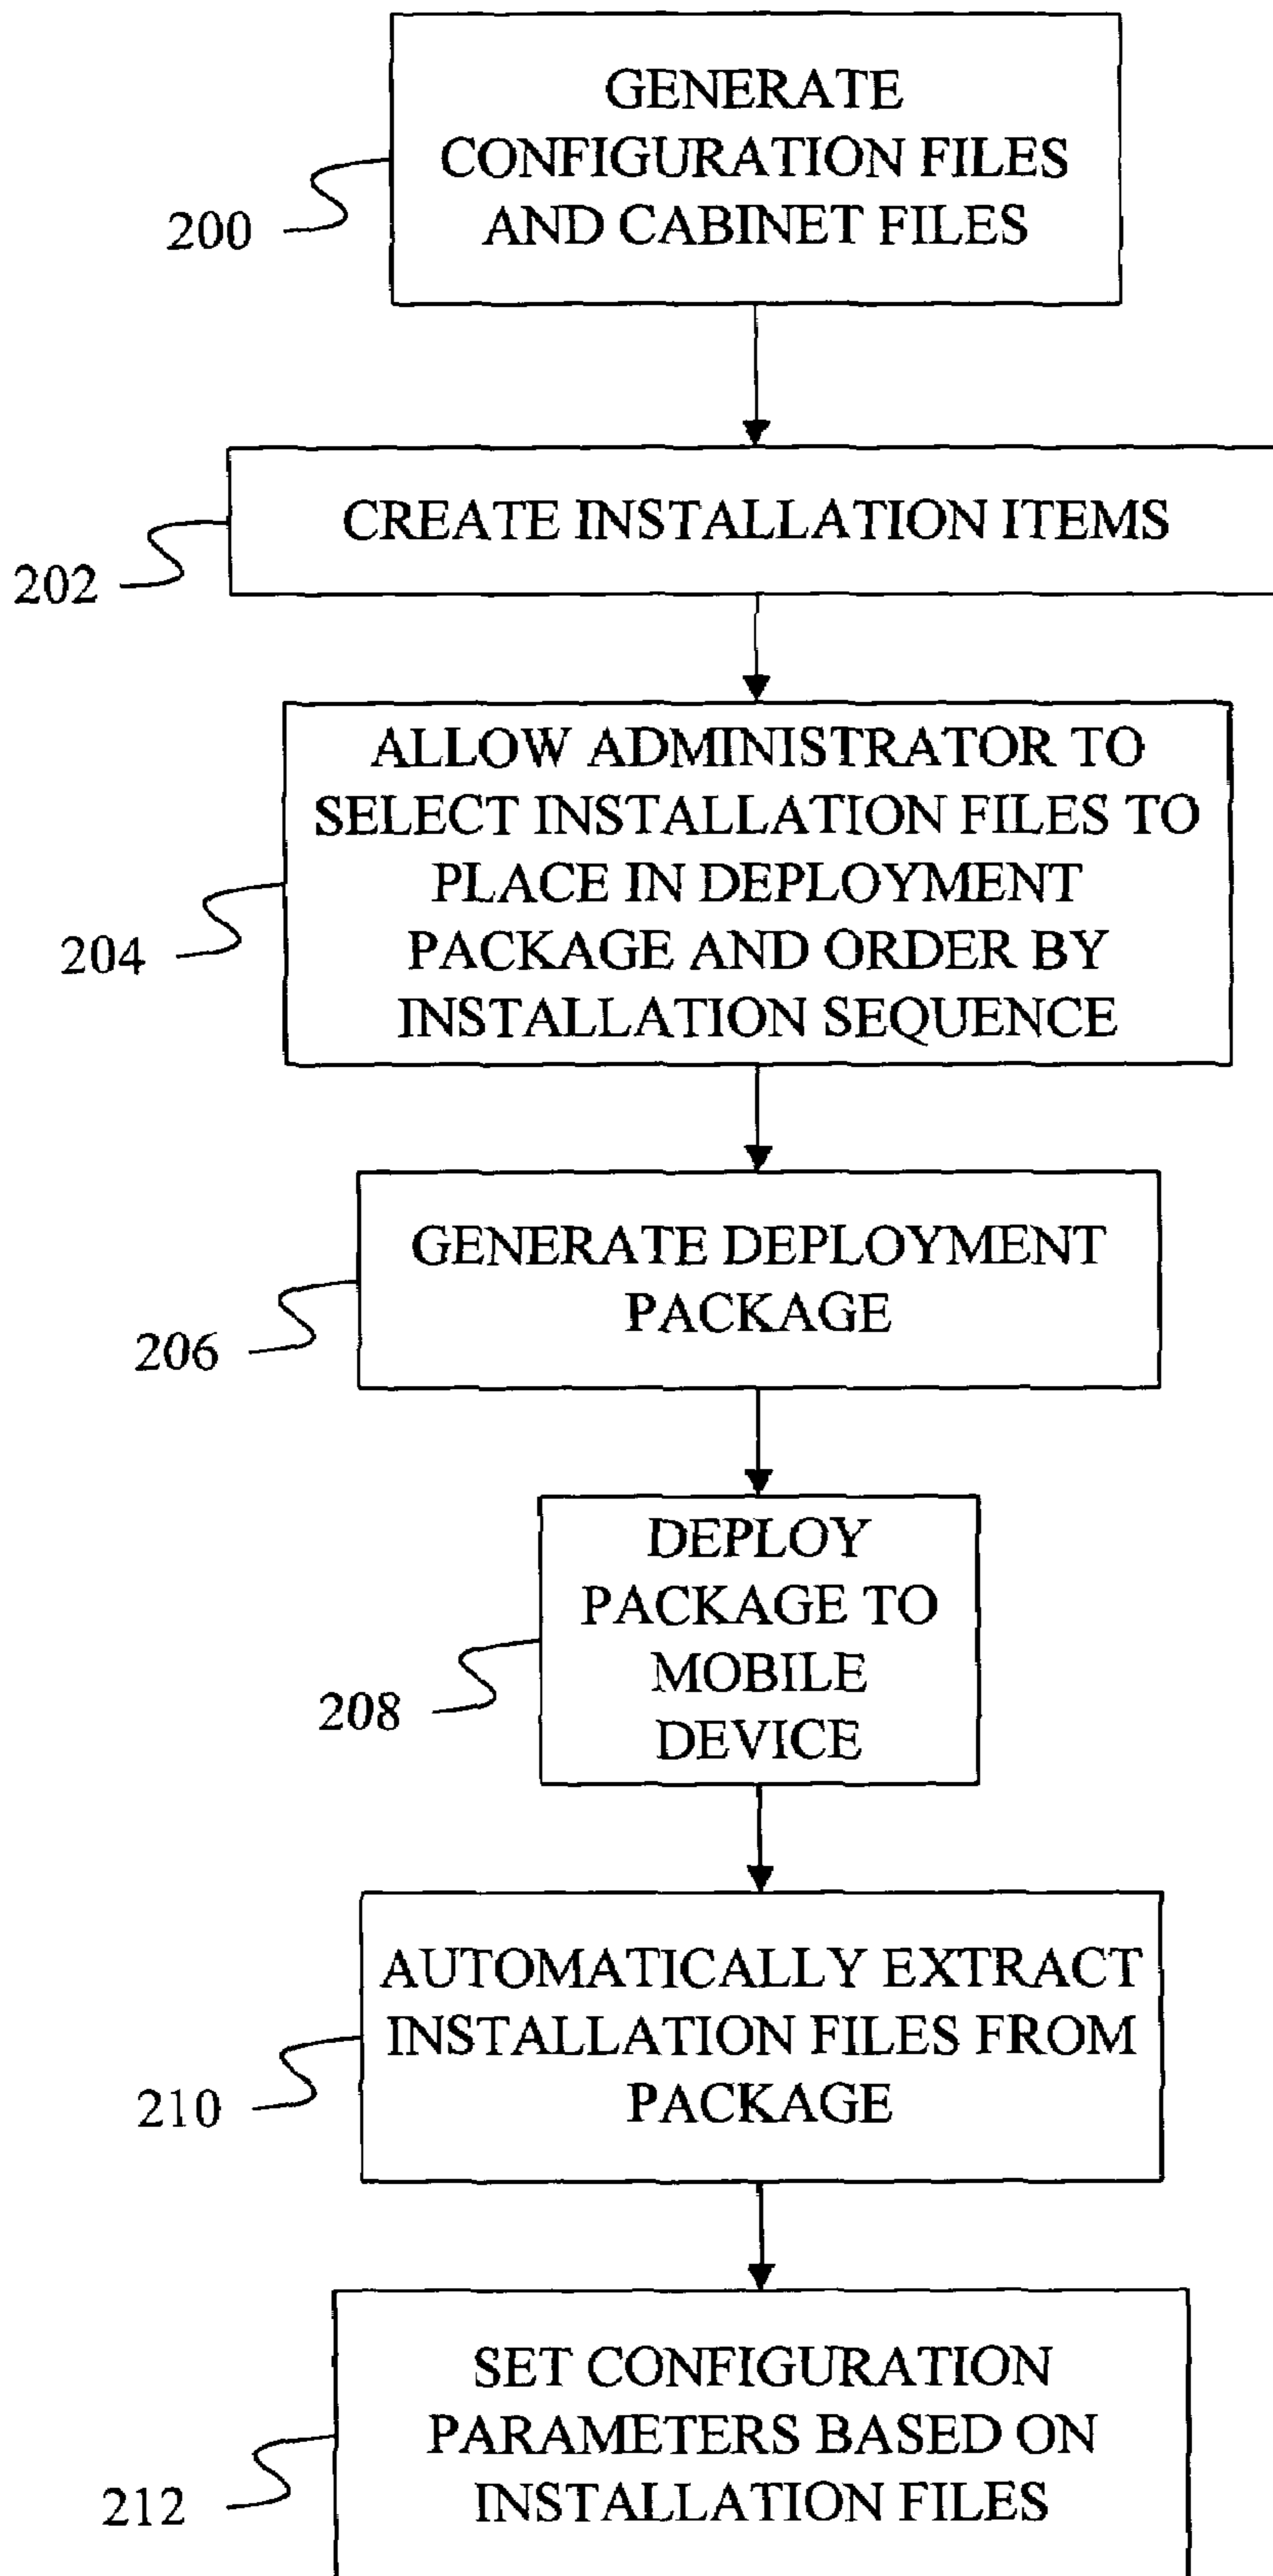 GENERATE
CONFIGURATION FILES
AND CABINET FILES
200
CREATE INSTALLATION ITEMS
202
ALLOW ADMINISTRATOR TO
SELECT INSTALLATION FILES TO
PLACE IN DEPLOYMENT
PACKAGE AND ORDER BY
INSTALLATION SEQUENCE
204
GENERATE DEPLOYMENT
PACKAGE
206
DEPLOY
PACKAGE TO
MOBILE
DEVICE
208
AUTOMATICALLY EXTRACT
INSTALLATION FILES FROM
PACKAGE
210
SET CONFIGURATION
PARAMETERS BASED ON
INSTALLATION FILES
212